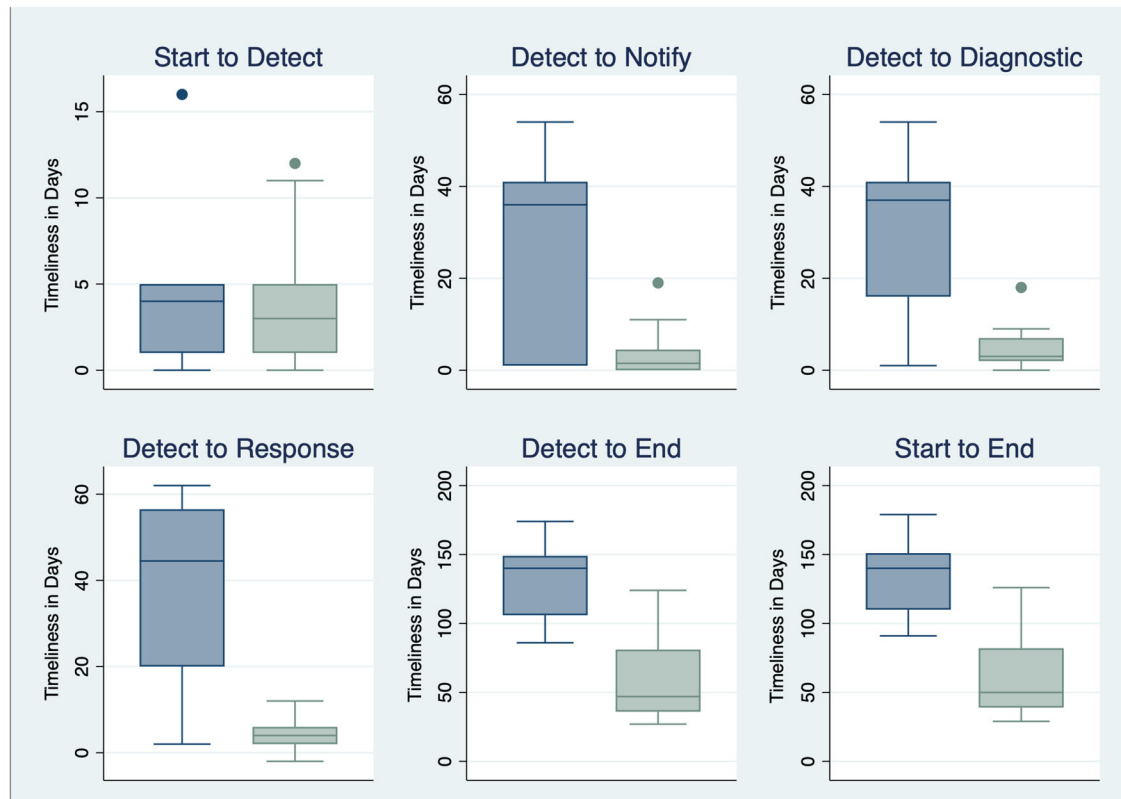 Start to Detect
Detect to Notify
Detect to Diagnostic
Timeliness in Days
15
10
5
0
Timeliness in Days
60
40
20
0
Timeliness in Days
60
40
20
0
Detect to Response
Detect to End
Start to End
Timeliness in Days
60
40
20
0
Timeliness in Days
200
150
100
50
0
Timeliness in Days
200
150
100
50
0